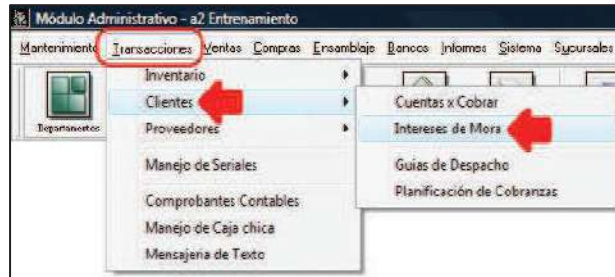 Módulo Administrativo - a2 Entrenamiento
Mantenimiento Transacciones Ventas Compras Ensamblaje Bancos Informes Sistema Sucursales
Departamentos
Inventario
Clientes
Proveedores
Manejo de Seriales
Comprobantes Contables
Manejo de Caja chica
Mensajeria de Texto
Cuentas x Cobrar
Intereses de Mora
Guias de Despacho
Planificación de Cobranzas